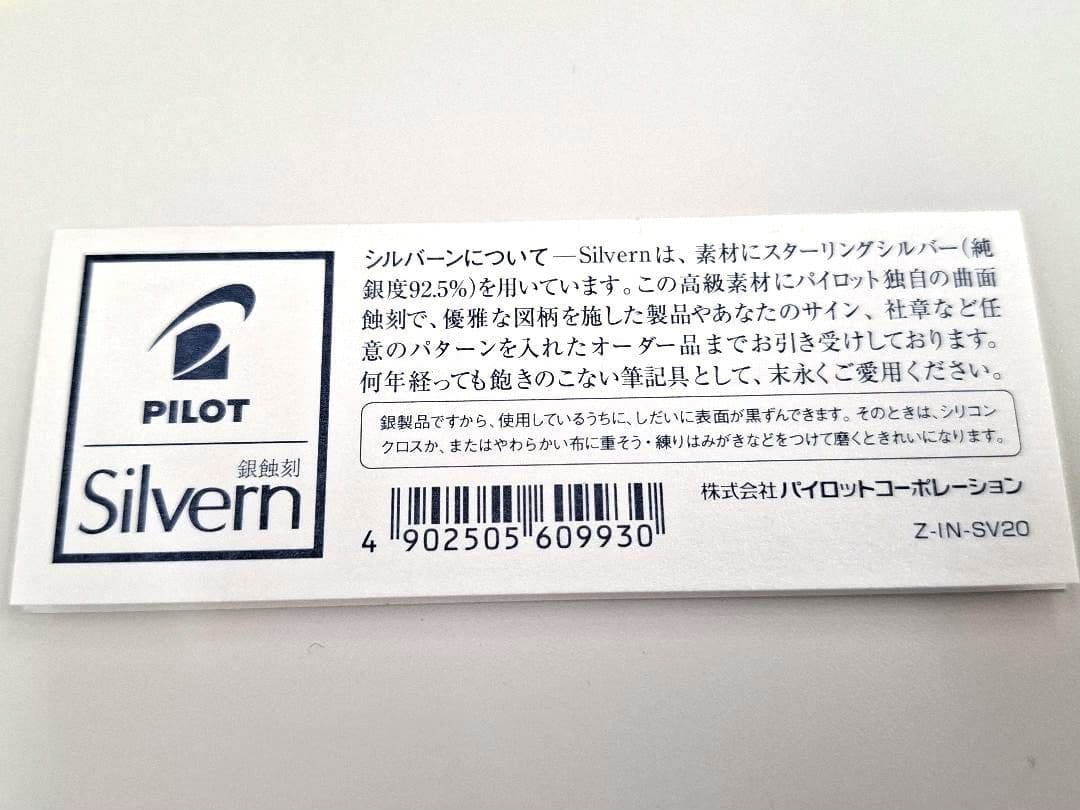 PILOT
銀蝕刻
Silvern
シルバーンについて—Silvernは、素材にスターリングシルバー(純
銀度92.5%)を用いています。この高級素材にパイロット独自の曲面
蝕刻で、優雅な図柄を施した製品やあなたのサイン、社章など任
意のパターンを入れたオーダー品までお引き受けしております。
何年経っても飽きのこない筆記具として、末永くご愛用ください。
銀製品ですから、使用しているうちに、しだいに表面が黒ずんできます。そのときは、シリコン
クロスか、またはやわらかい布に重そう・練りはみがきなどをつけて磨くときれいになります。
4 902505 609930
株式会社パイロットコーポレーション
Z-IN-SV20